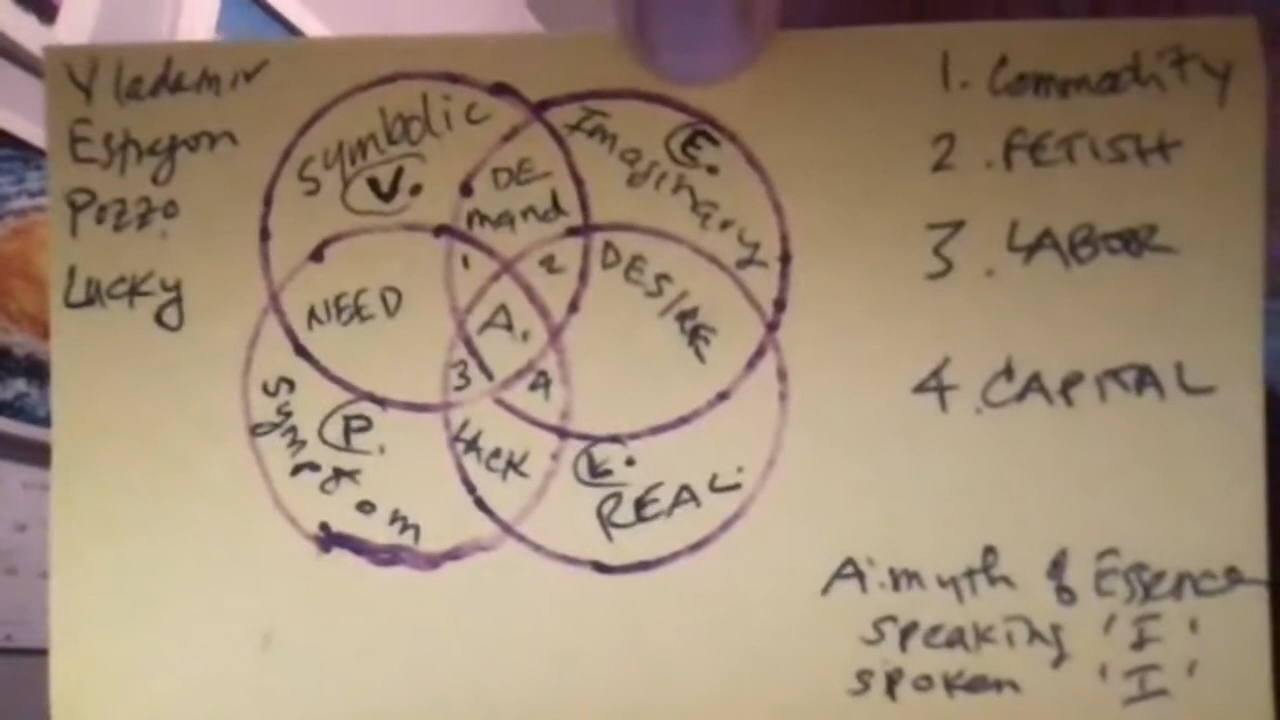 Vladamir
Estragon
Pozzo.
Lucky
Symbolic
V.
DE
mand
Imaginary
E.
NEED
1
2
A.
3
4
DESIRE
Symptom
P.
LACK
L.
REAL.
1. Commodity
2. FETISH
3. LABOR
4. CAPITAL
A: myth of Essence
speaking 'I'
spoken 'I'